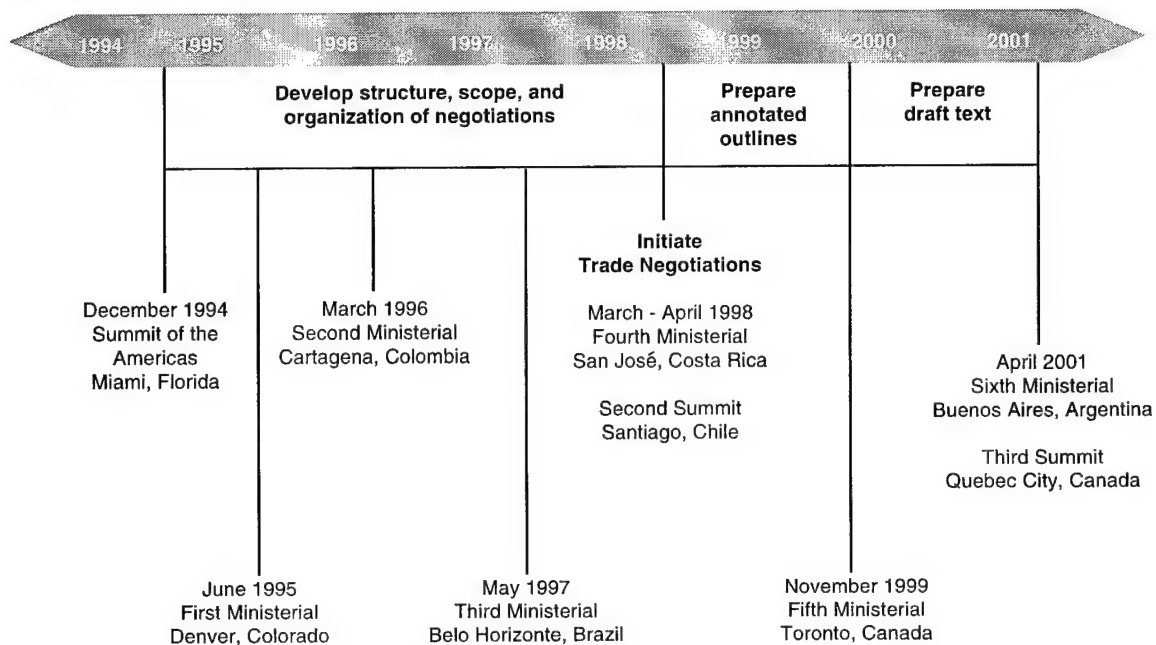 1994 1995 1996 1997 1998 1999 2000 2001
Develop structure, scope, and
organization of negotiations
Prepare
annotated
outlines
Prepare
draft text
Initiate
Trade Negotiations
December 1994
Summit of the
Americas
Miami, Florida
March 1996
Second Ministerial
Cartagena, Colombia
March - April 1998
Fourth Ministerial
San José, Costa Rica
Second Summit
Santiago, Chile
April 2001
Sixth Ministerial
Buenos Aires, Argentina
Third Summit
Quebec City, Canada
June 1995
First Ministerial
Denver, Colorado
May 1997
Third Ministerial
Belo Horizonte, Brazil
November 1999
Fifth Ministerial
Toronto, Canada